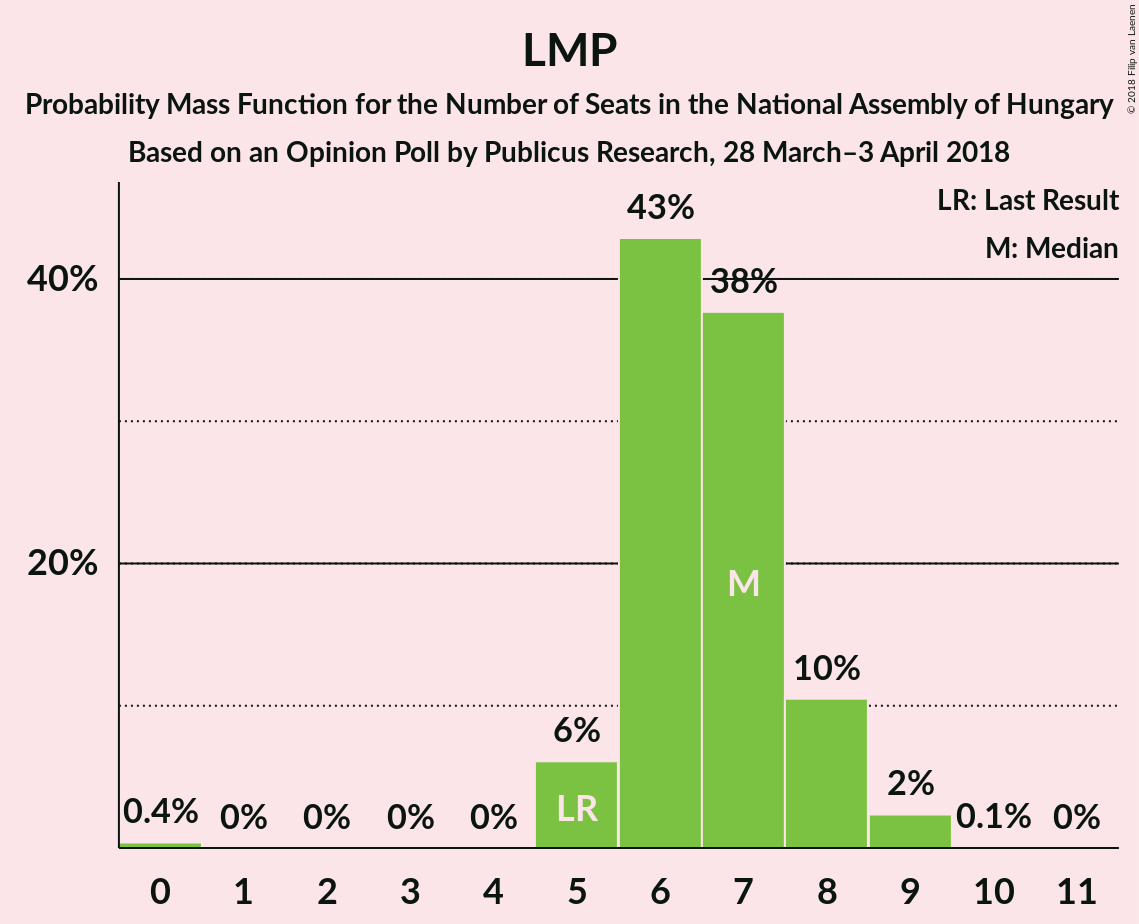 LMP
Probability Mass Function for the Number of Seats in the National Assembly of Hungary
Based on an Opinion Poll by Publicus Research, 28 March–3 April 2018
© 2018 Filip van Laenen
LR: Last Result
M: Median
43%
40%
38%
20%
M
10%
6%
2%
LR
0.4% 0% 0% 0% 0% 0.1% 0%
0 1 2 3 4 5 6 7 8 9 10 11